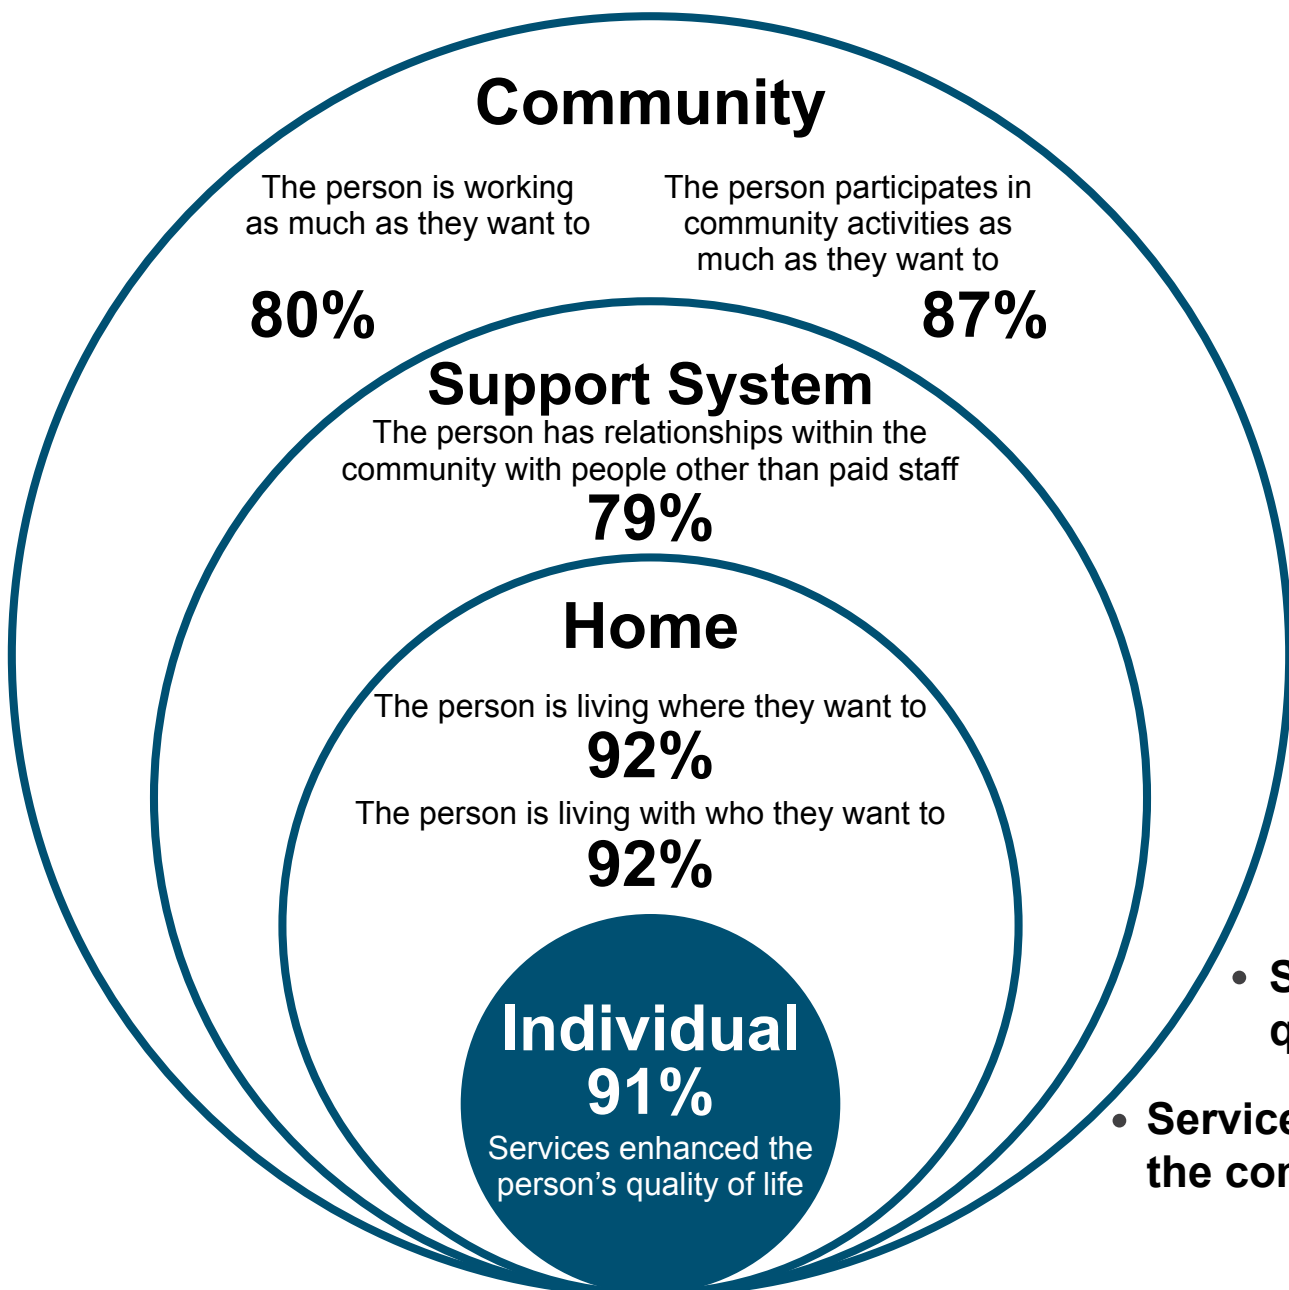 Community
The person is working
as much as they want to
80%
The person participates in
community activities as
much as they want to
87%
Support System
The person has relationships within the
community with people other than paid staff
79%
Home
The person is living where they want to
92%
The person is living with who they want to
92%
Individual
91%
Services enhanced the
person’s quality of life
•
•
the